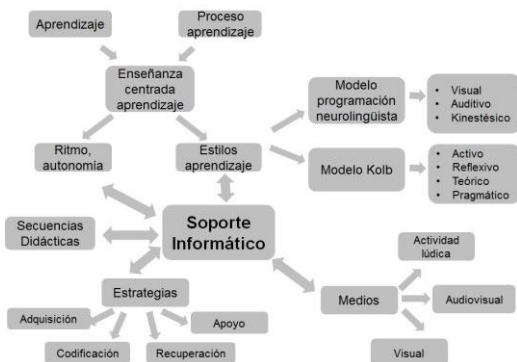 Aprendizaje
Proceso
aprendizaje
Enseñanza
centrada
aprendizaje
Modelo
programación
neurolingüista
• Visual
• Auditivo
• Kinestésico
Ritmo,
autonomía
Estilos
aprendizaje
Modelo Kolb
• Activo
• Reflexivo
• Teórico
• Pragmático
Secuencias
Didácticas
Soporte
Informático
Actividad
lúdica
Estrategias
Medios
Audiovisual
Adquisición
Apoyo
Codificación
Recuperación
Visual